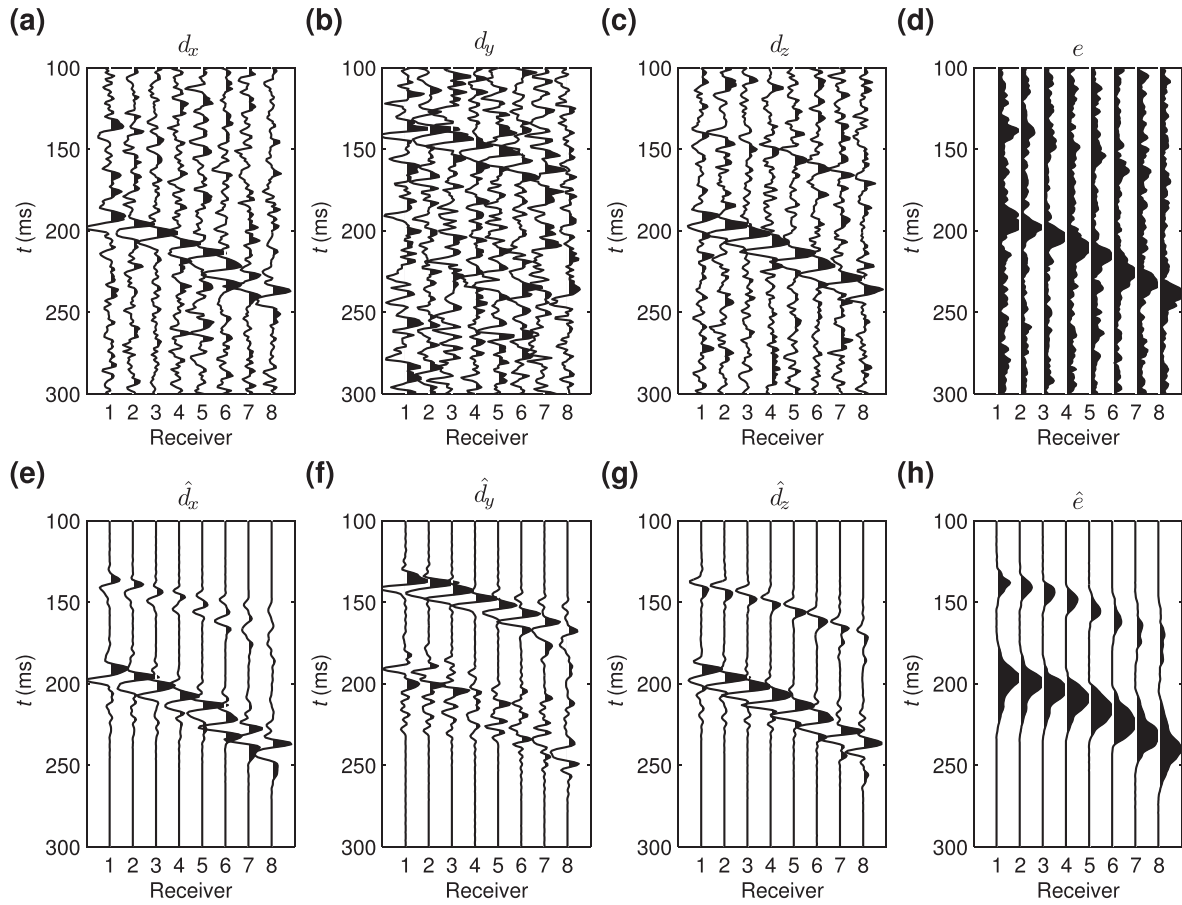 (a) (b) (c) (d)
d_x d_y d_z e
100 100 100 100
150 150 150 150
t (ms) t (ms) t (ms) t (ms)
200 200 200 200
250 250 250 250
300 300 300 300
1 2 3 4 5 6 7 8 1 2 3 4 5 6 7 8 1 2 3 4 5 6 7 8 1 2 3 4 5 6 7 8
Receiver Receiver Receiver Receiver
(e) (f) (g) (h)
d̂_x d̂_y d̂_z ê
100 100 100 100
150 150 150 150
t (ms) t (ms) t (ms) t (ms)
200 200 200 200
250 250 250 250
300 300 300 300
1 2 3 4 5 6 7 8 1 2 3 4 5 6 7 8 1 2 3 4 5 6 7 8 1 2 3 4 5 6 7 8
Receiver Receiver Receiver Receiver